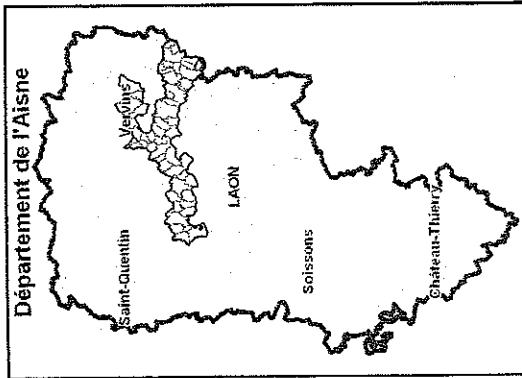 Département de l'Aisne
Saint-Quentin
Vervins
LAON
Soissons
Château-Thierry